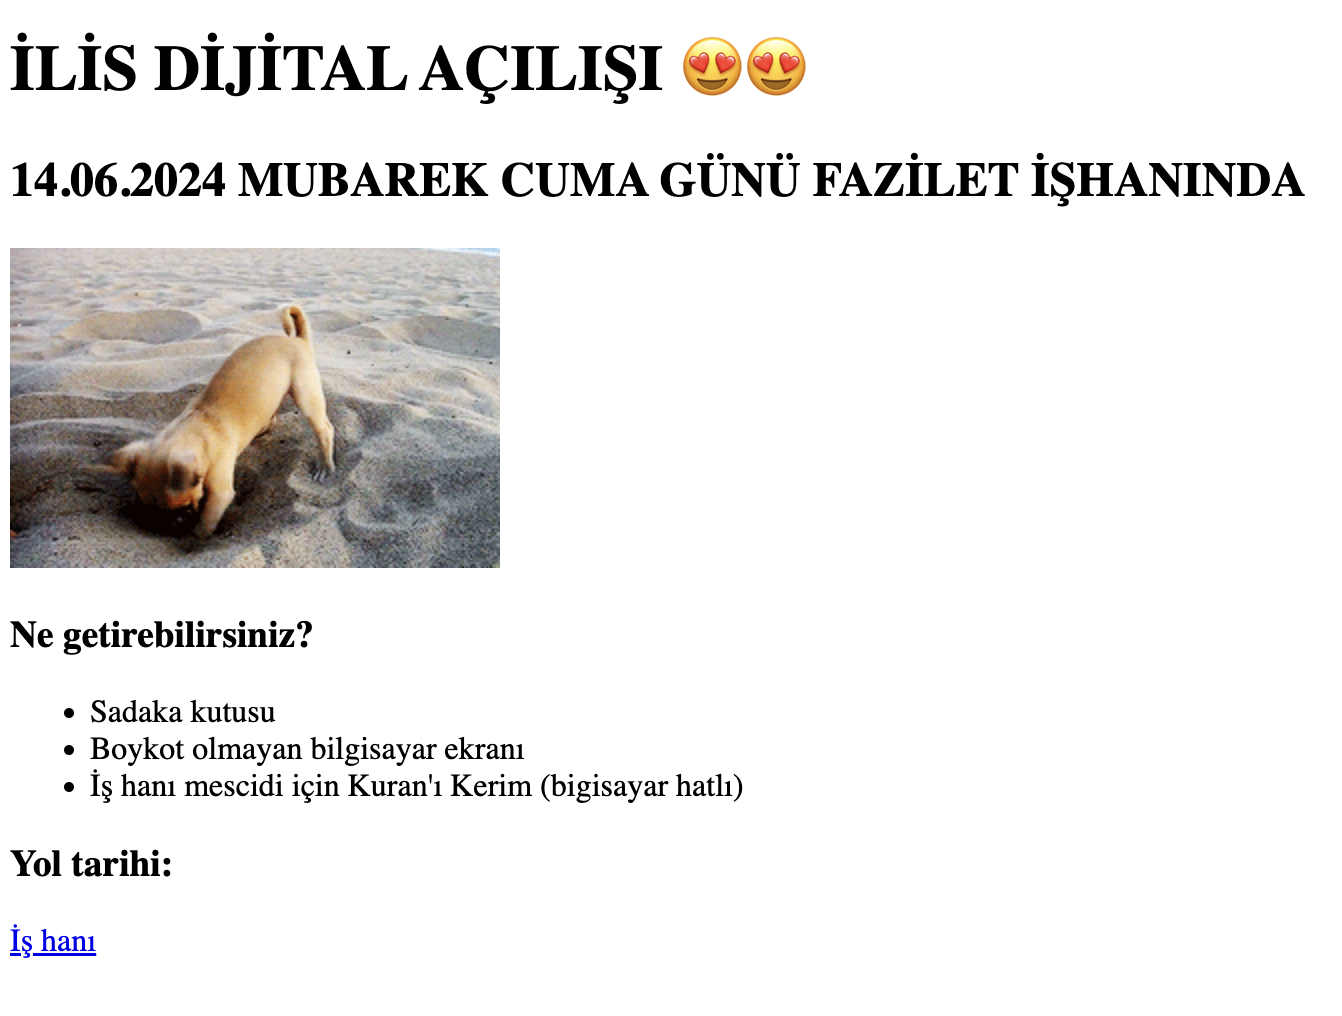 İLİS DİJİTAL AÇILIŞI 😍😍
14.06.2024 MUBAREK CUMA GÜNÜ FAZİLET İŞHANINDA
Ne getirebilirsiniz?
• Sadaka kutusu
• Boykot olmayan bilgisayar ekranı
• İş hanı mescidi için Kuran'ı Kerim (bigisayar hatlı)
Yol tarihi:
İş hanı